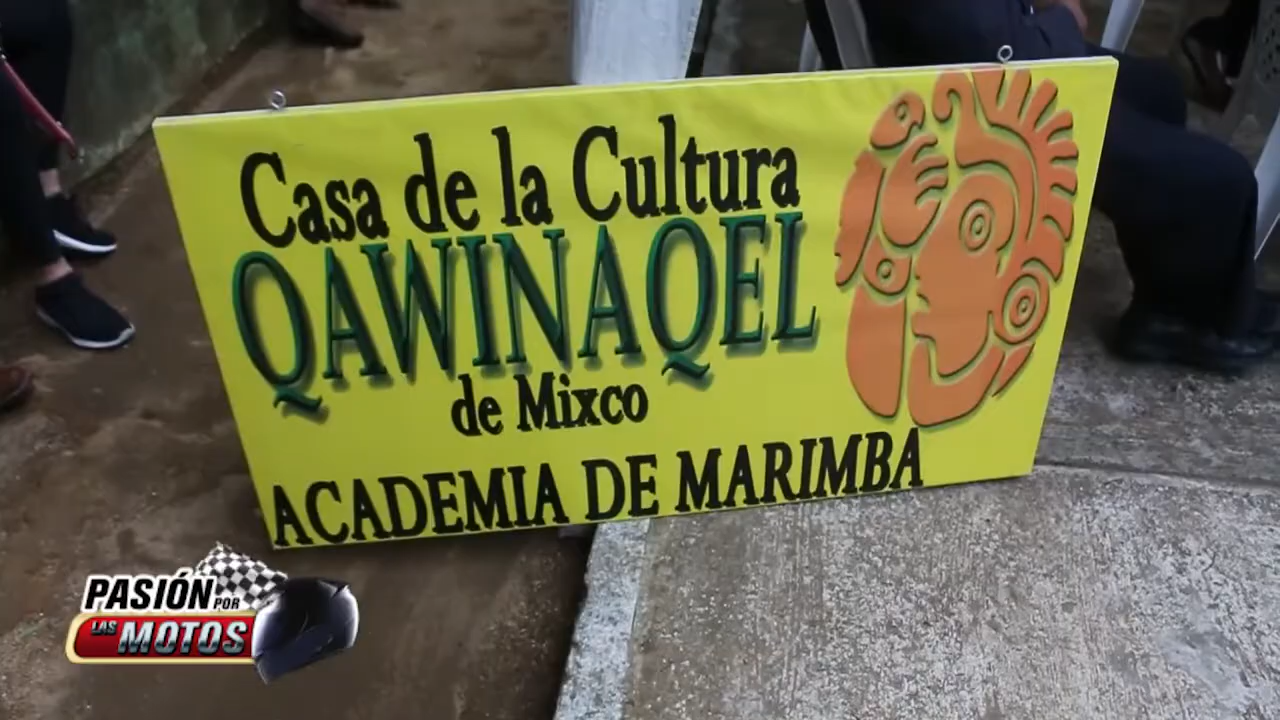 Casa de la Cultura
QAWINAQEL
de Mixco
ACADEMIA DE MARIMBA
PASIÓN POR
LAS MOTOS